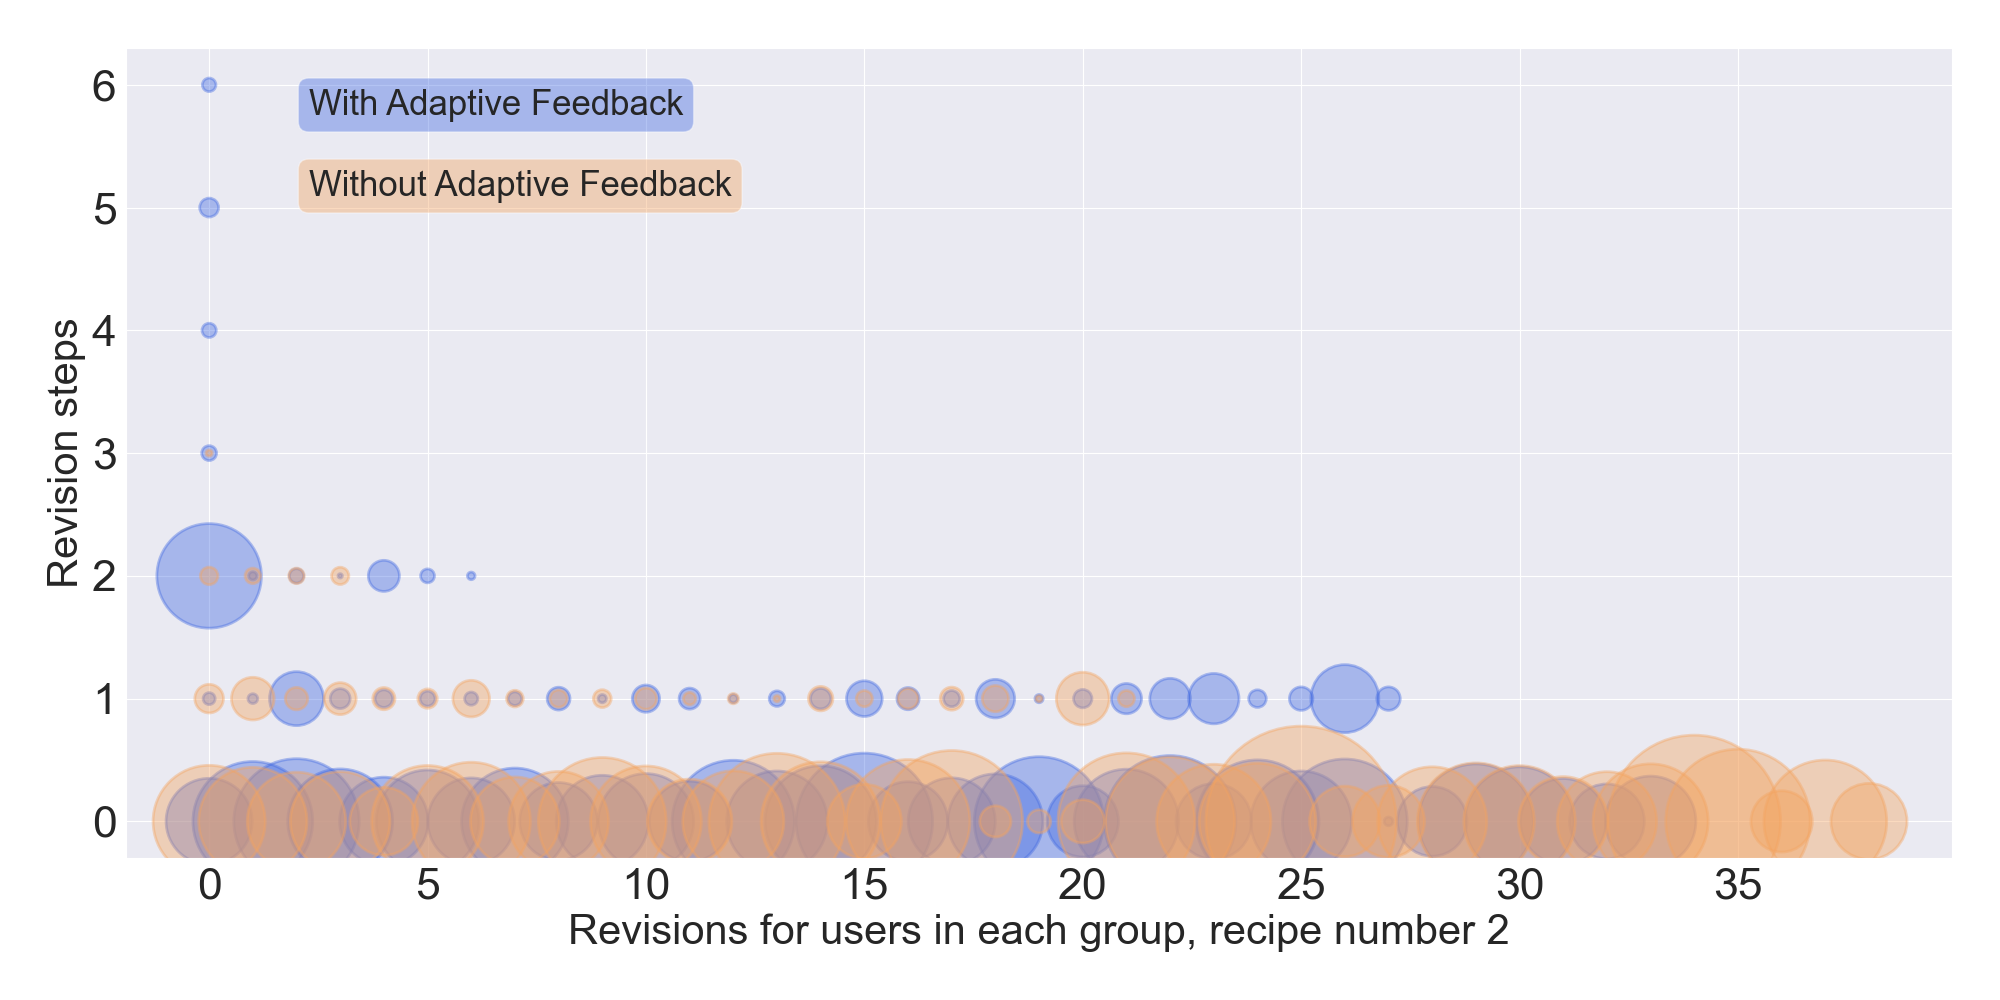 6
With Adaptive Feedback
Without Adaptive Feedback
5
4
3
2
1
0
Revision steps
0 5 10 15 20 25 30 35
Revisions for users in each group, recipe number 2